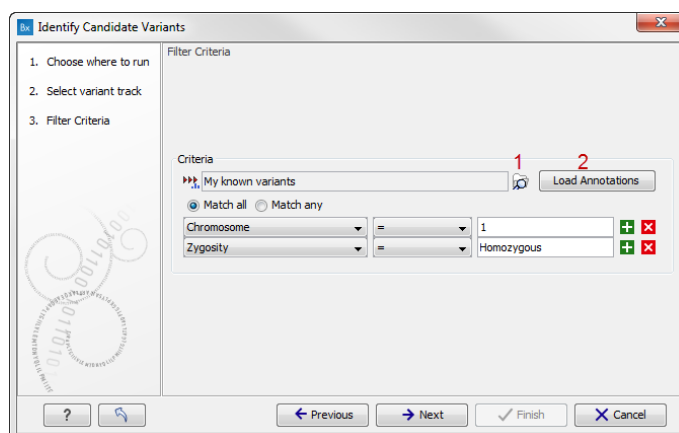 Bx Identify Candidate Variants
1. Choose where to run
2. Select variant track
3. Filter Criteria
Filter Criteria
Criteria
1 2
My known variants Load Annotations
Match all Match any
Chromosome = 1
Zygosity = Homozygous
? Previous Next Finish Cancel